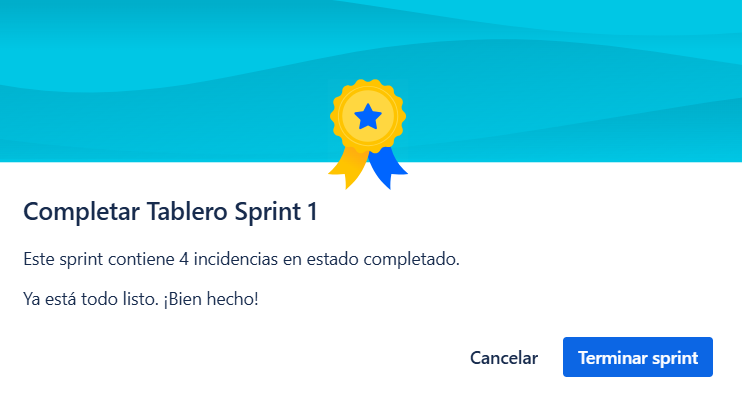 Completar Tablero Sprint 1
Este sprint contiene 4 incidencias en estado completado.
Ya está todo listo. ¡Bien hecho!
Cancelar Terminar sprint